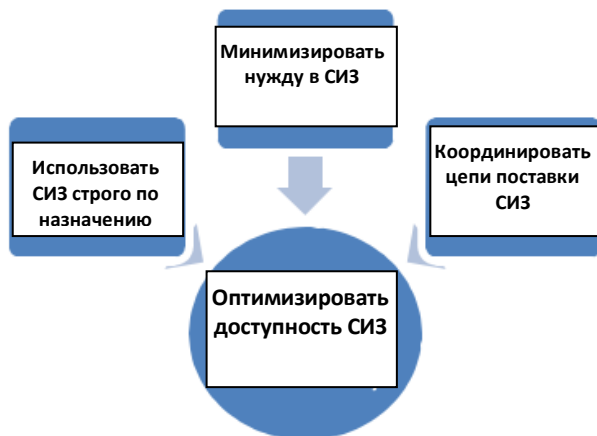 Минимизировать
нужду в СИЗ
Использовать
СИЗ строго по
назначению
Координировать
цепи поставки
СИЗ
Оптимизировать
доступность СИЗ